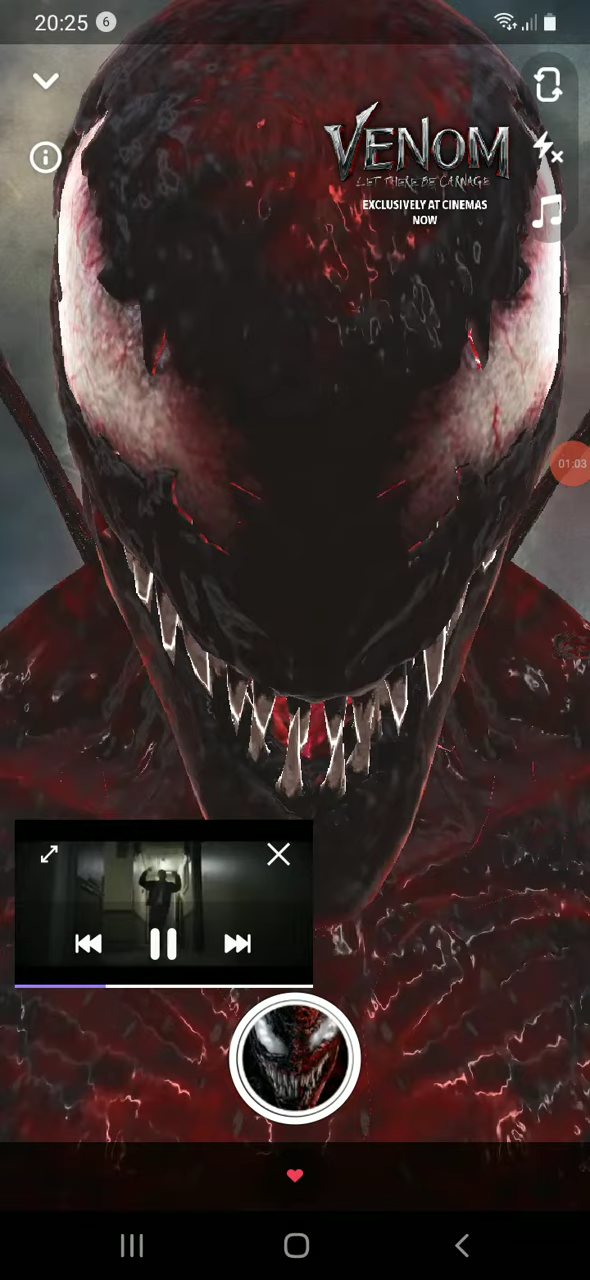 20:25 6
VENOM
LET THERE BE CARNAGE
EXCLUSIVELY AT CINEMAS
NOW
01:03